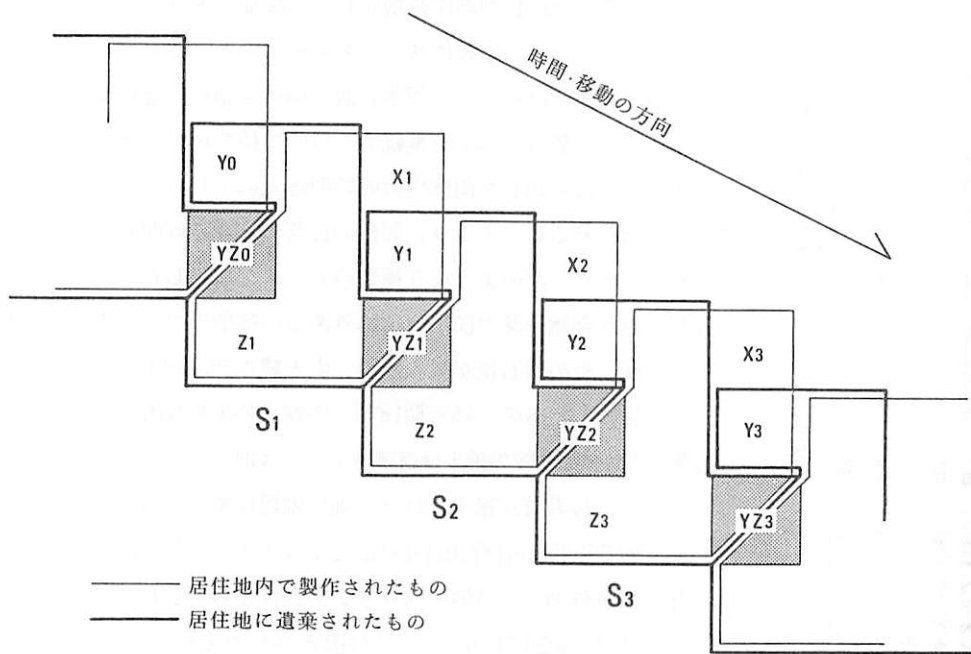 時間・移動の方向
Y0
X1
YZ0
Y1
X2
Z1
YZ1
Y2
X3
S1
Z2
YZ2
Y3
S2
Z3
YZ3
S3
居住地内で製作されたもの
居住地に遺棄されたもの